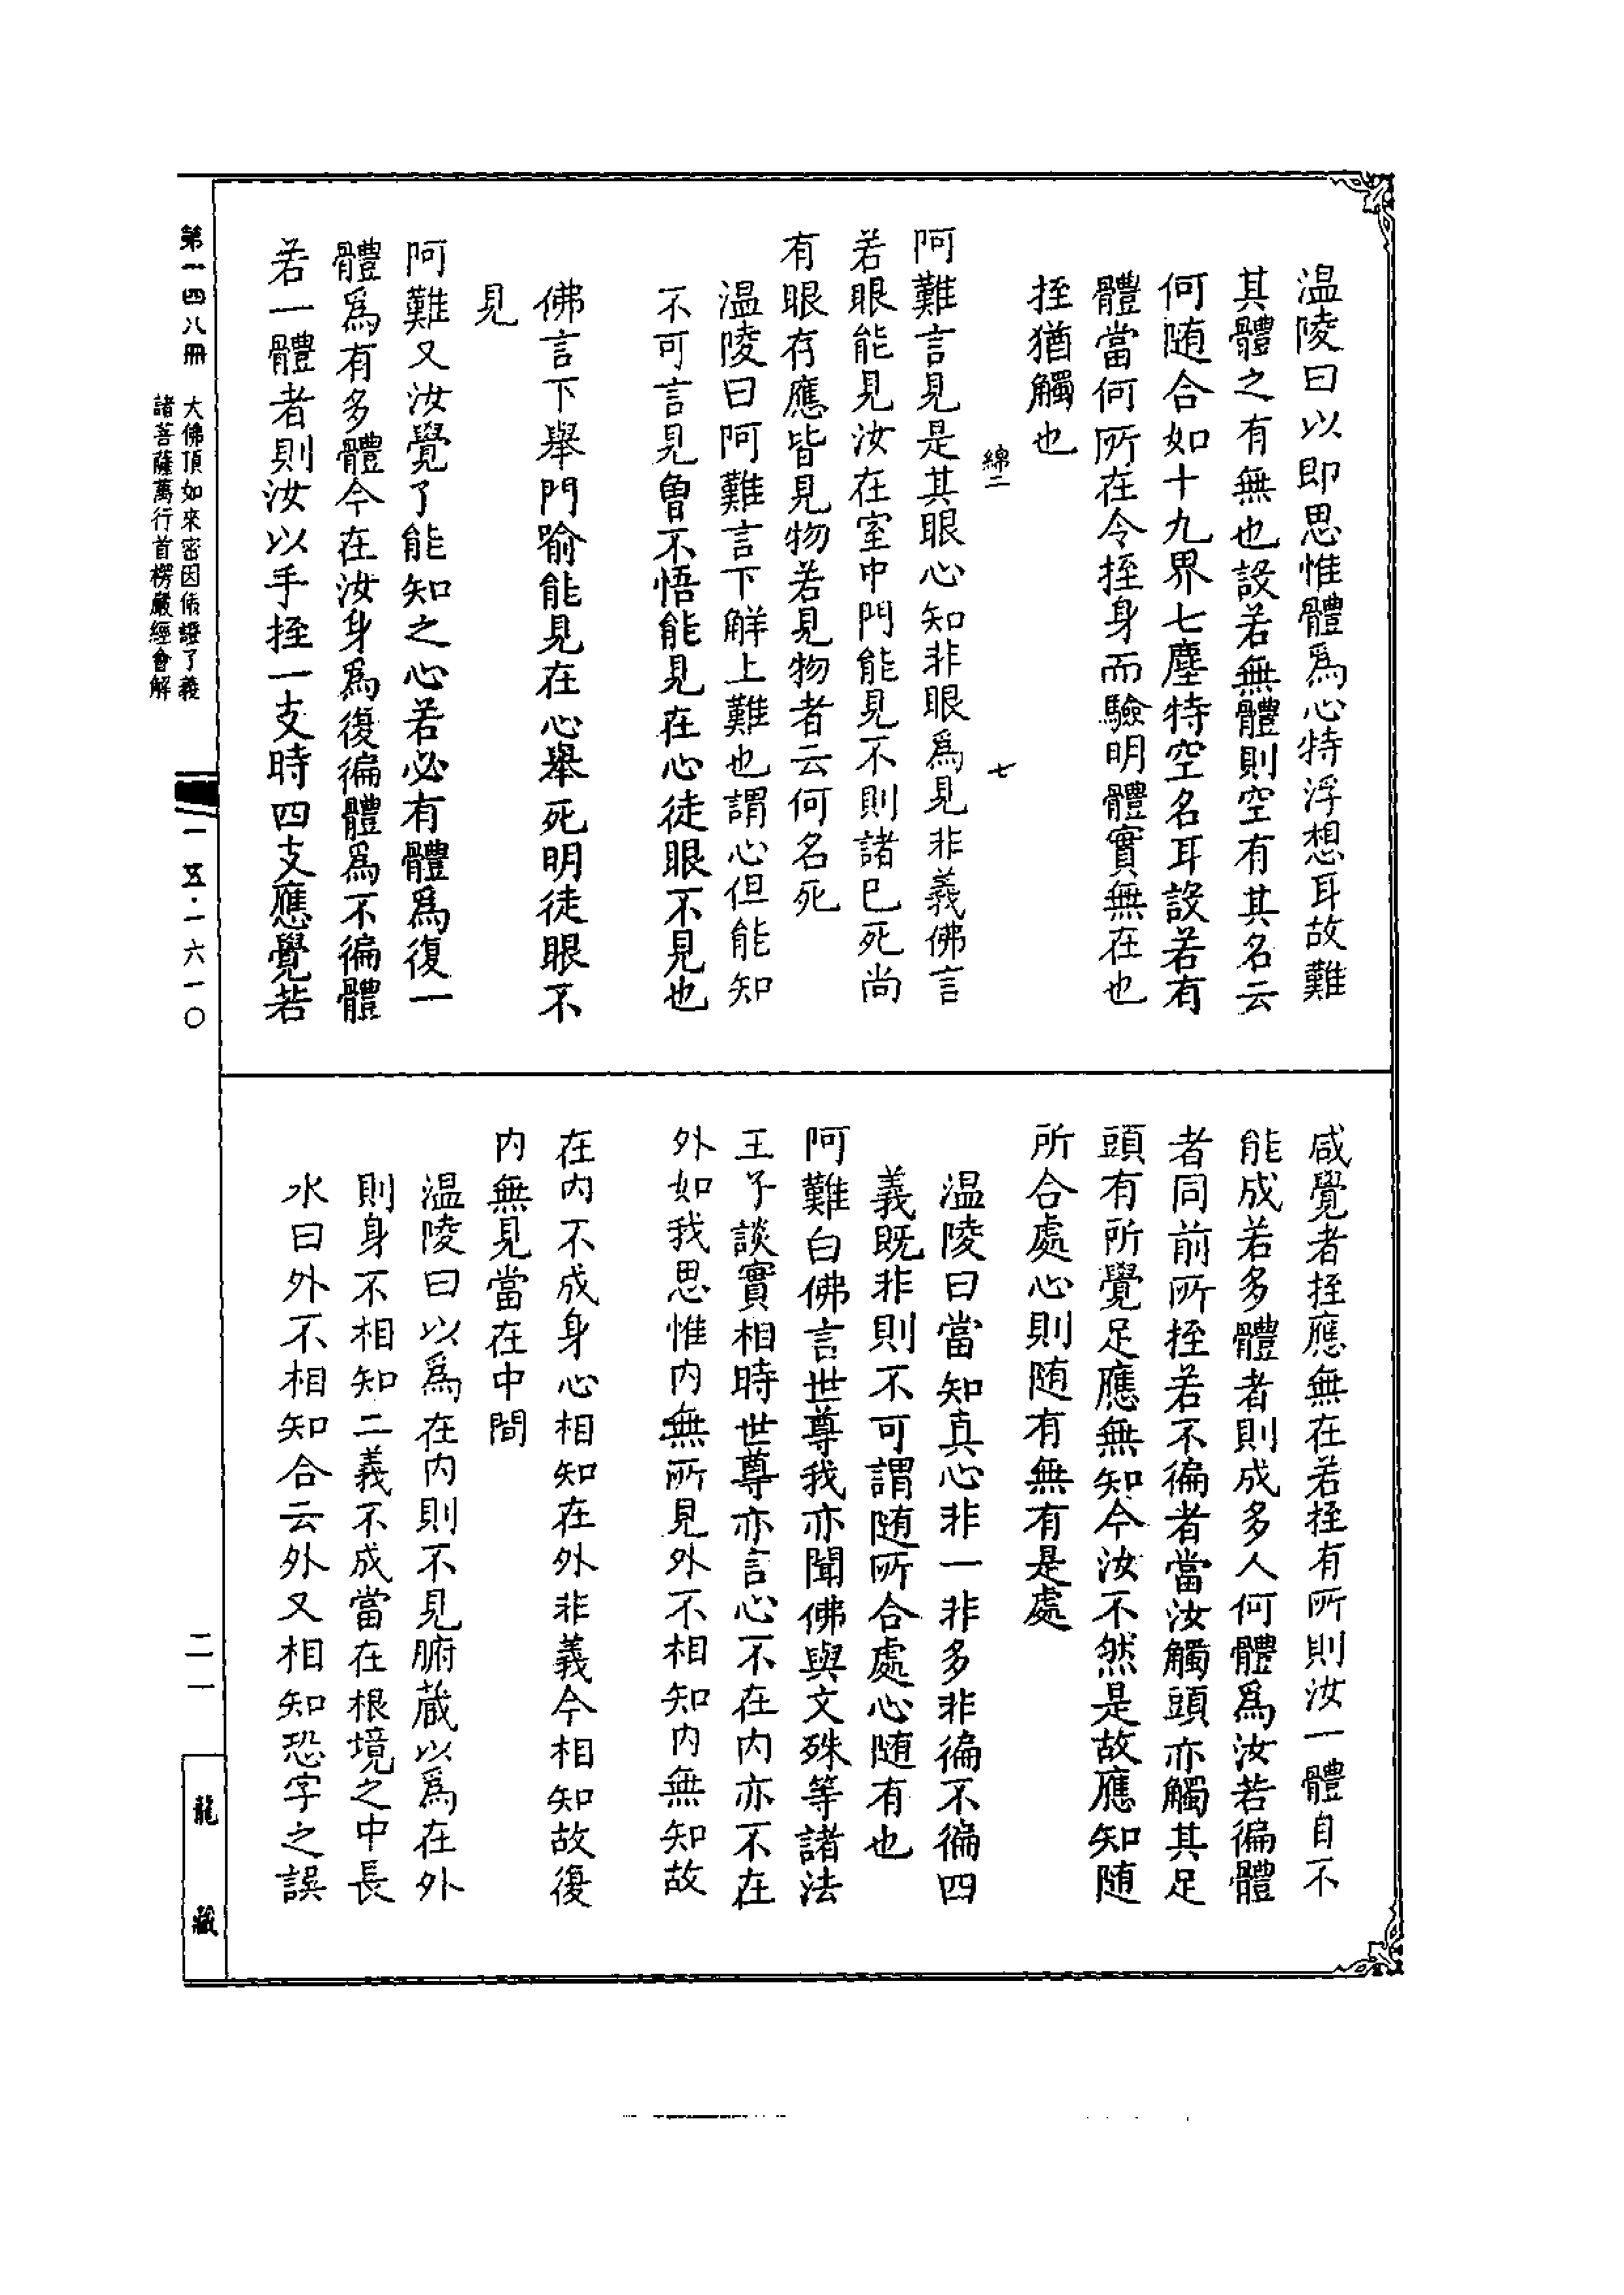 温陵曰以即思惟體爲心特浮想耳故難
其體之有無也設若無體則空有其名云
何随合如十九界七塵特空名耳設若有
體當何所在令挃身而驗明體實無在也
挃猶觸也
綿二
七
阿難言見是其眼心知非眼爲見非義佛言
若眼能見汝在室中門能見不則諸巳死尚
有眼存應皆見物若見物者云何名死
温陵曰阿難言下解上難也謂心但能知
不可言見曾不悟能見在心徒眼不見也
佛言下舉門喻能見在心舉死明徒眼不
見
阿難又汝覺了能知之心若必有體爲復一
體爲有多體今在汝身爲復徧體爲不徧體
若一體者則汝以手挃一支時四支應覺若
咸覺者挃應無在若挃有所則汝一體自不
能成若多體者則成多人何體爲汝若徧體
者同前所挃若不徧者當汝觸頭亦觸其足
頭有所覺足應無知今汝不然是故應知随
所合處心則随有無有是處
温陵曰當知真心非一非多非徧不徧四
義既非則不可謂随所合處心随有也
阿難白佛言世尊我亦聞佛與文殊等諸法
王子談實相時世尊亦言心不在内亦不在
外如我思惟内無所見外不相知内無知故
在内不成身心相知在外非義今相知故復
内無見當在中間
温陵曰以爲在内則不見腑蔵以爲在外
則身不相知二義不成當在根境之中長
水曰外不相知合云外又相知恐字之誤
第一四八冊
大佛頂如來密因俢證了義
諸菩薩萬行首楞嚴經會解
一五·一六一〇
二一
龍藏